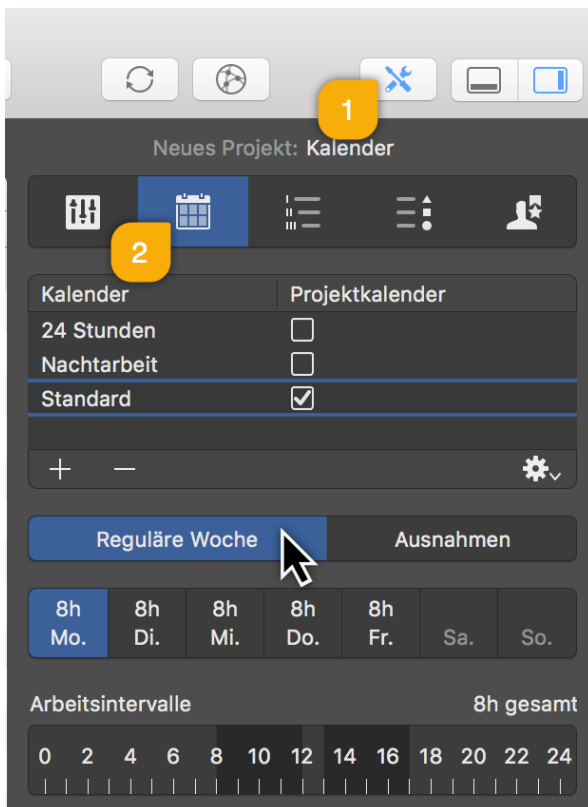 1
Neues Projekt: Kalender
2
Kalender Projektkalender
24 Stunden
Nachtarbeit
Standard
Reguläre Woche Ausnahmen
8h 8h 8h 8h 8h
Mo. Di. Mi. Do. Fr. Sa. So.
Arbeitsintervalle 8h gesamt
0 2 4 6 8 10 12 14 16 18 20 22 24